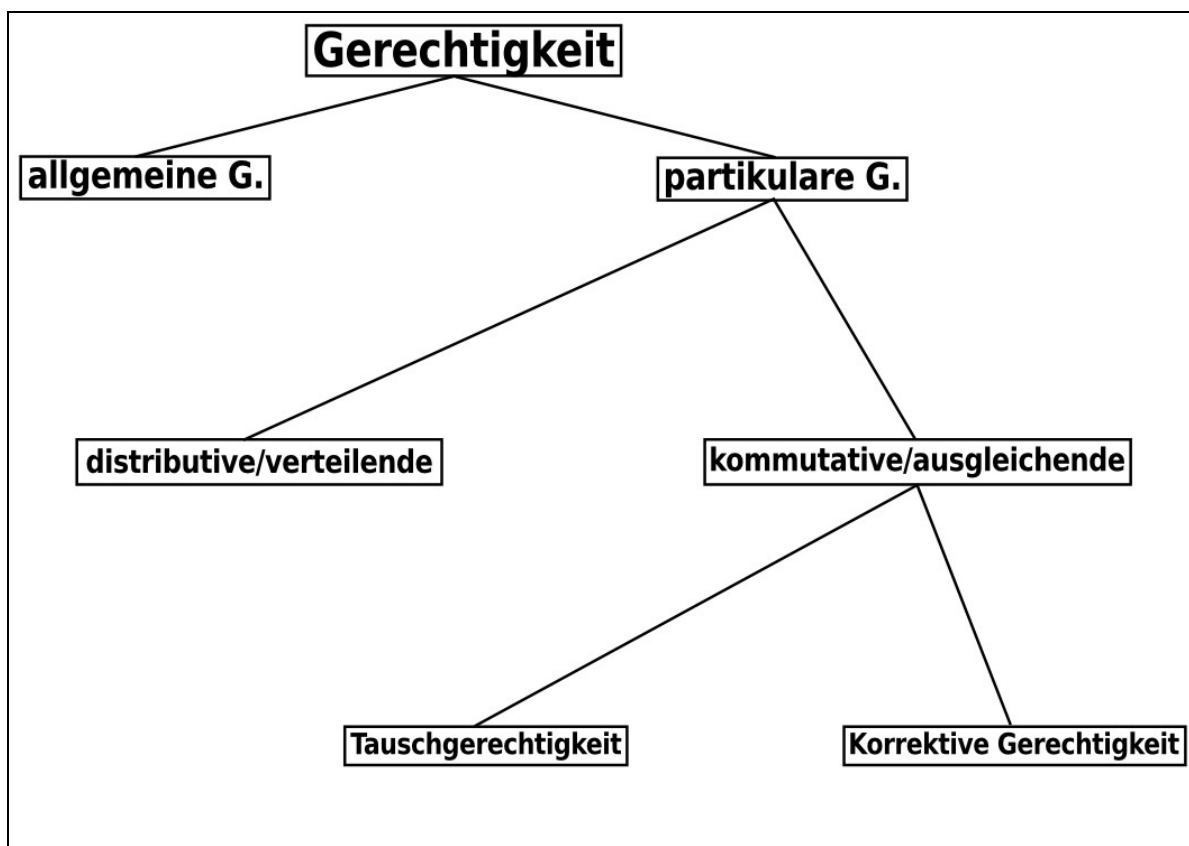 Gerechtigkeit
allgemeine G.
partikulare G.
distributive/verteilende
kommutative/ausgleichende
Tauschgerechtigkeit
Korrektive Gerechtigkeit